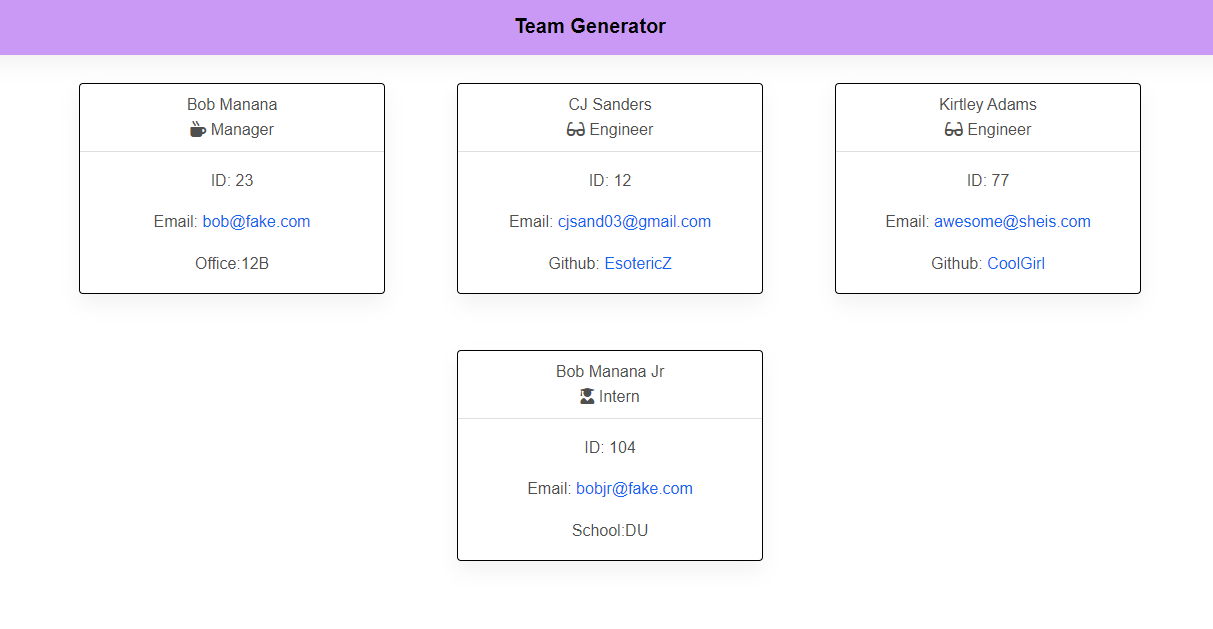 Team Generator
Bob Manana
Manager
ID: 23
Email: bob@fake.com
Office:12B
CJ Sanders
Engineer
ID: 12
Email: cjsand03@gmail.com
Github: EsotericZ
Kirtley Adams
Engineer
ID: 77
Email: awesome@sheis.com
Github: CoolGirl
Bob Manana Jr
Intern
ID: 104
Email: bobjr@fake.com
School:DU